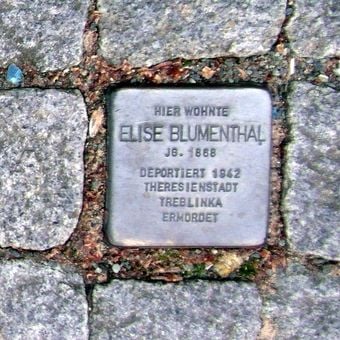 HIER WOHNTE
ELISE BLUMENTHAL
JG. 1868
DEPORTIERT 1942
THERESIENSTADT
TREBLINKA
ERMORDET